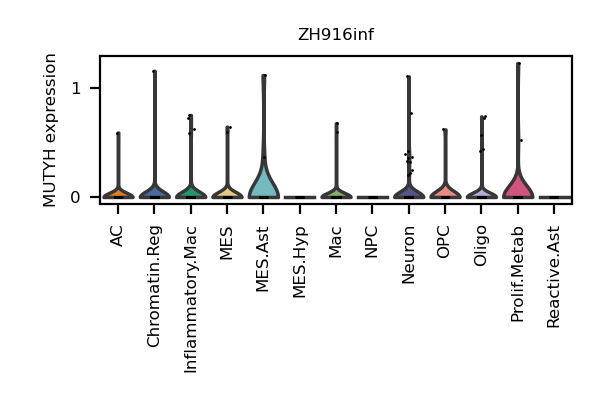 ZH916inf
MUTYH expression
1
0
AC
Chromatin.Reg
Inflammatory.Mac
MES
MES.Ast
MES.Hyp
Mac
NPC
Neuron
OPC
Oligo
Prolif.Metab
Reactive.Ast